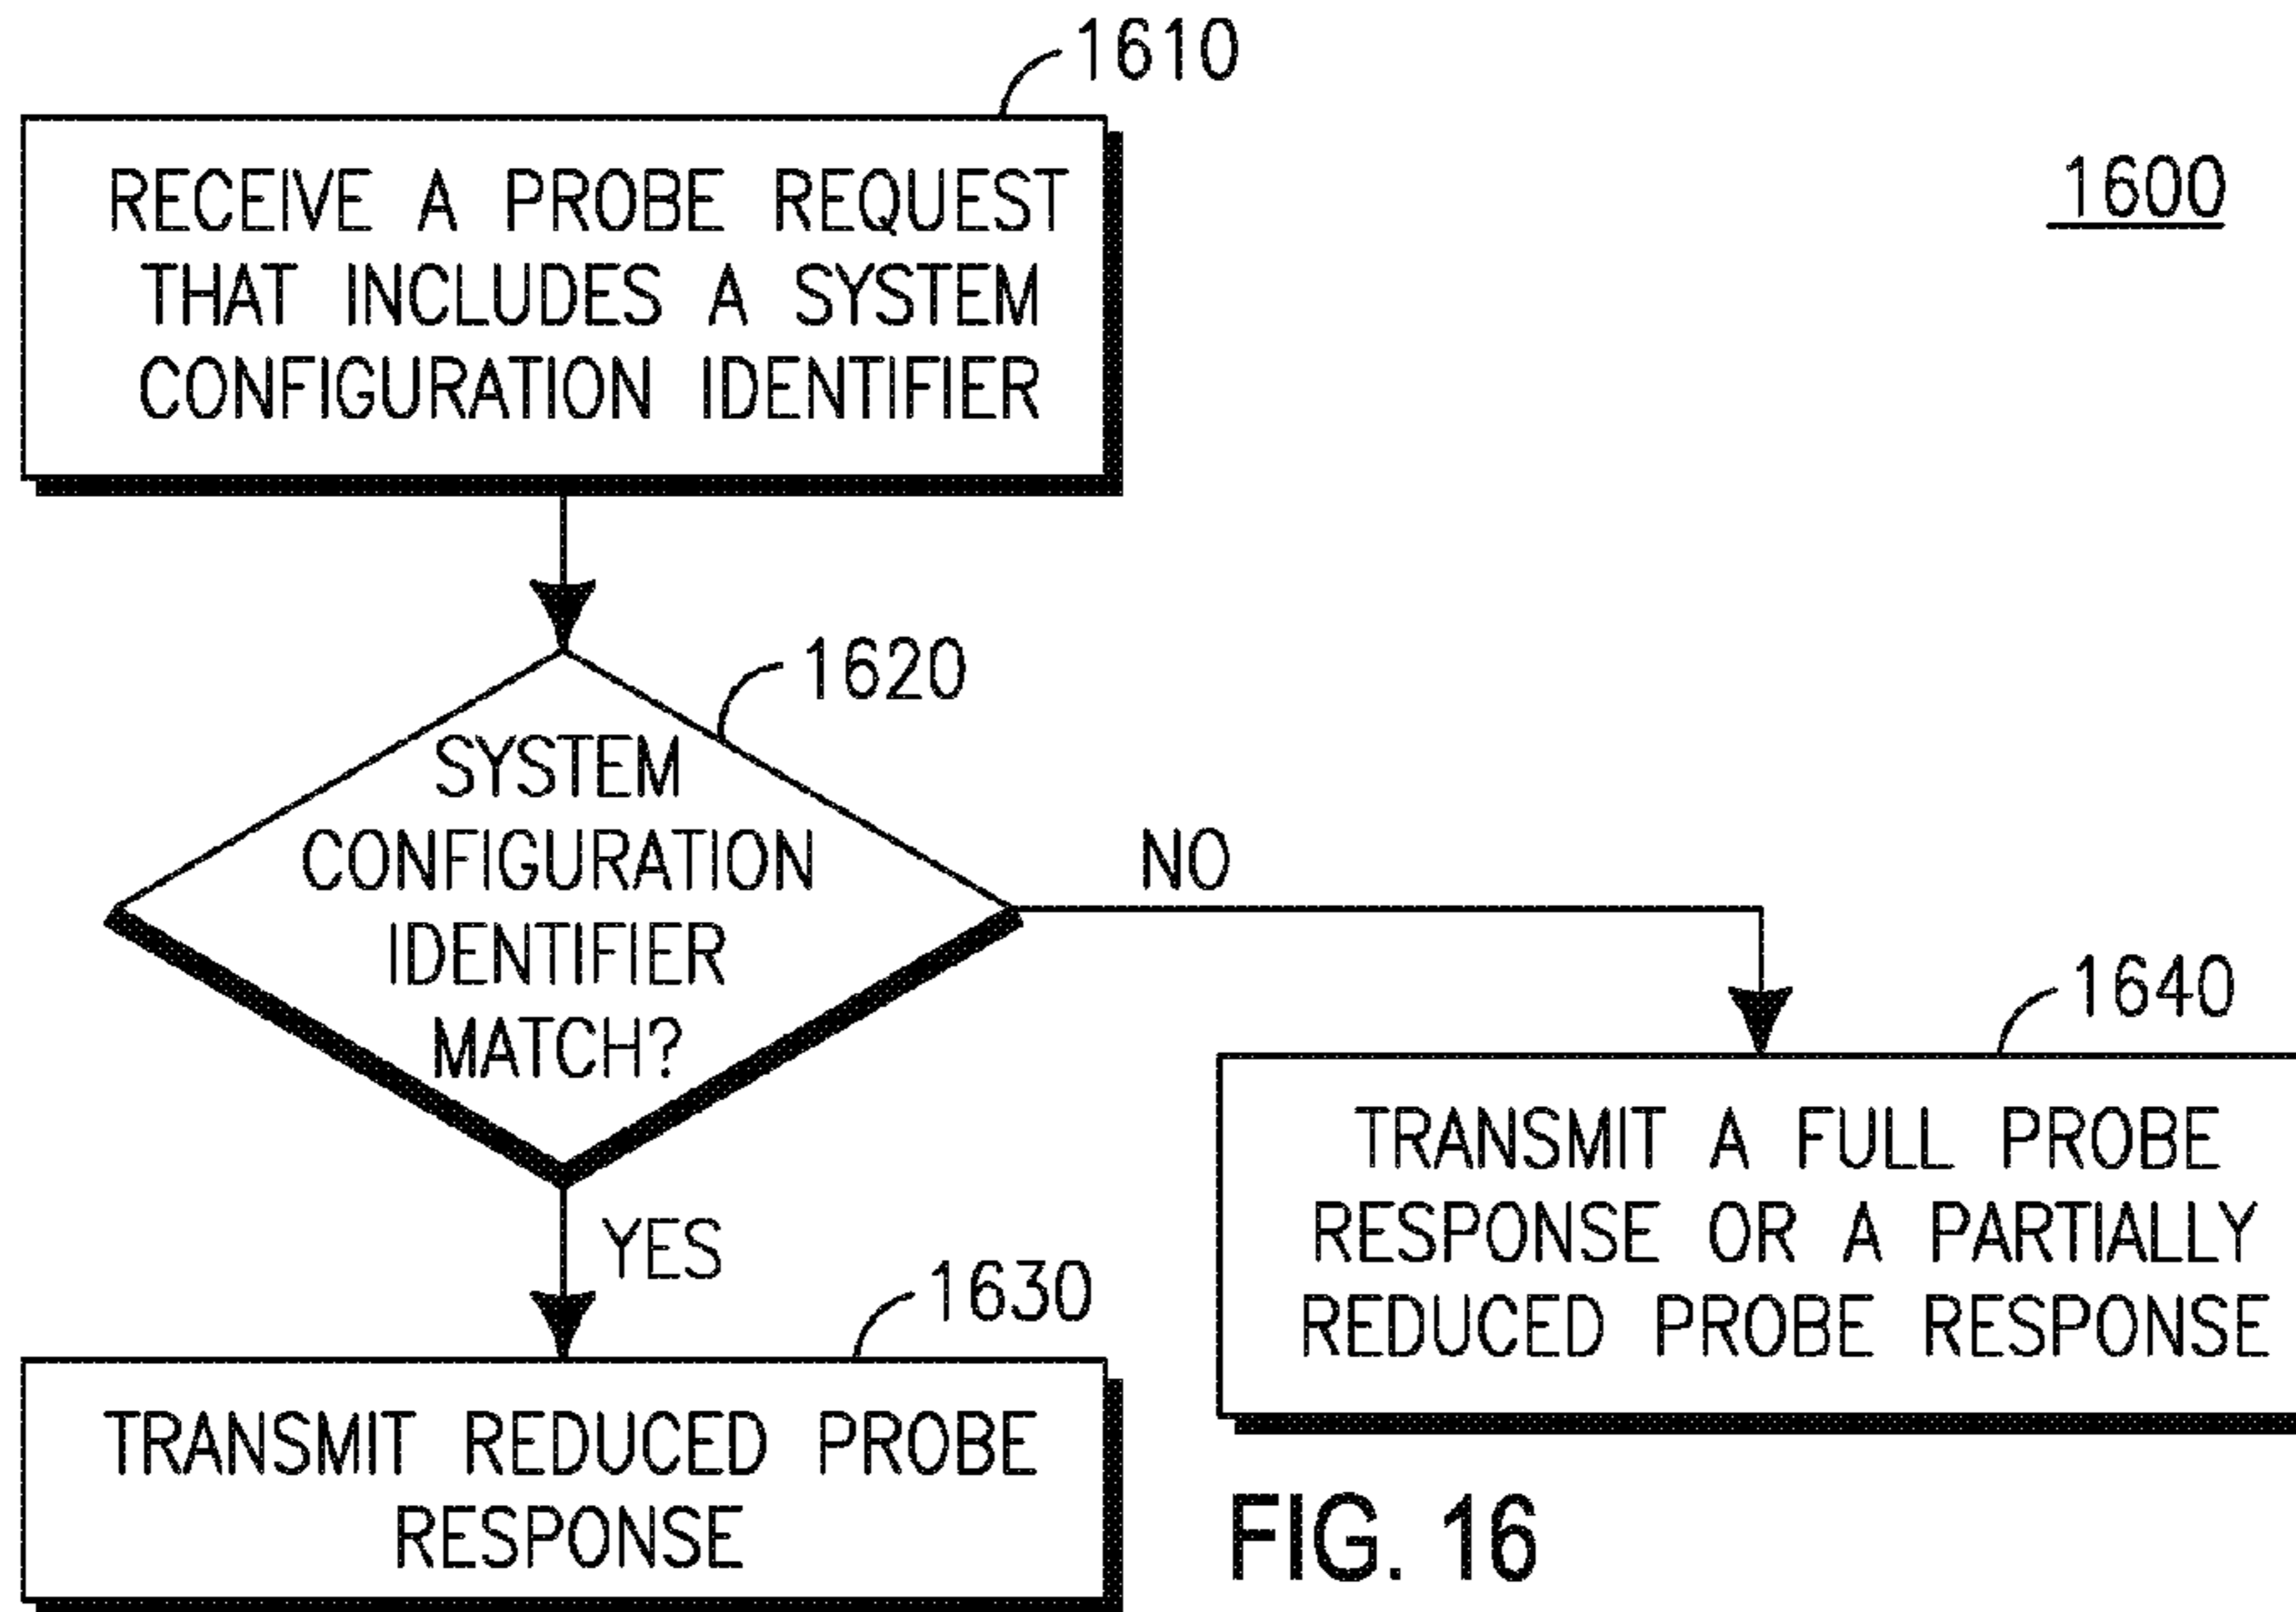 1610
RECEIVE A PROBE REQUEST
THAT INCLUDES A SYSTEM
CONFIGURATION IDENTIFIER
1600
1620
SYSTEM
CONFIGURATION
IDENTIFIER
MATCH?
NO
YES
1640
TRANSMIT A FULL PROBE
RESPONSE OR A PARTIALLY
REDUCED PROBE RESPONSE
1630
TRANSMIT REDUCED PROBE
RESPONSE
FIG. 16